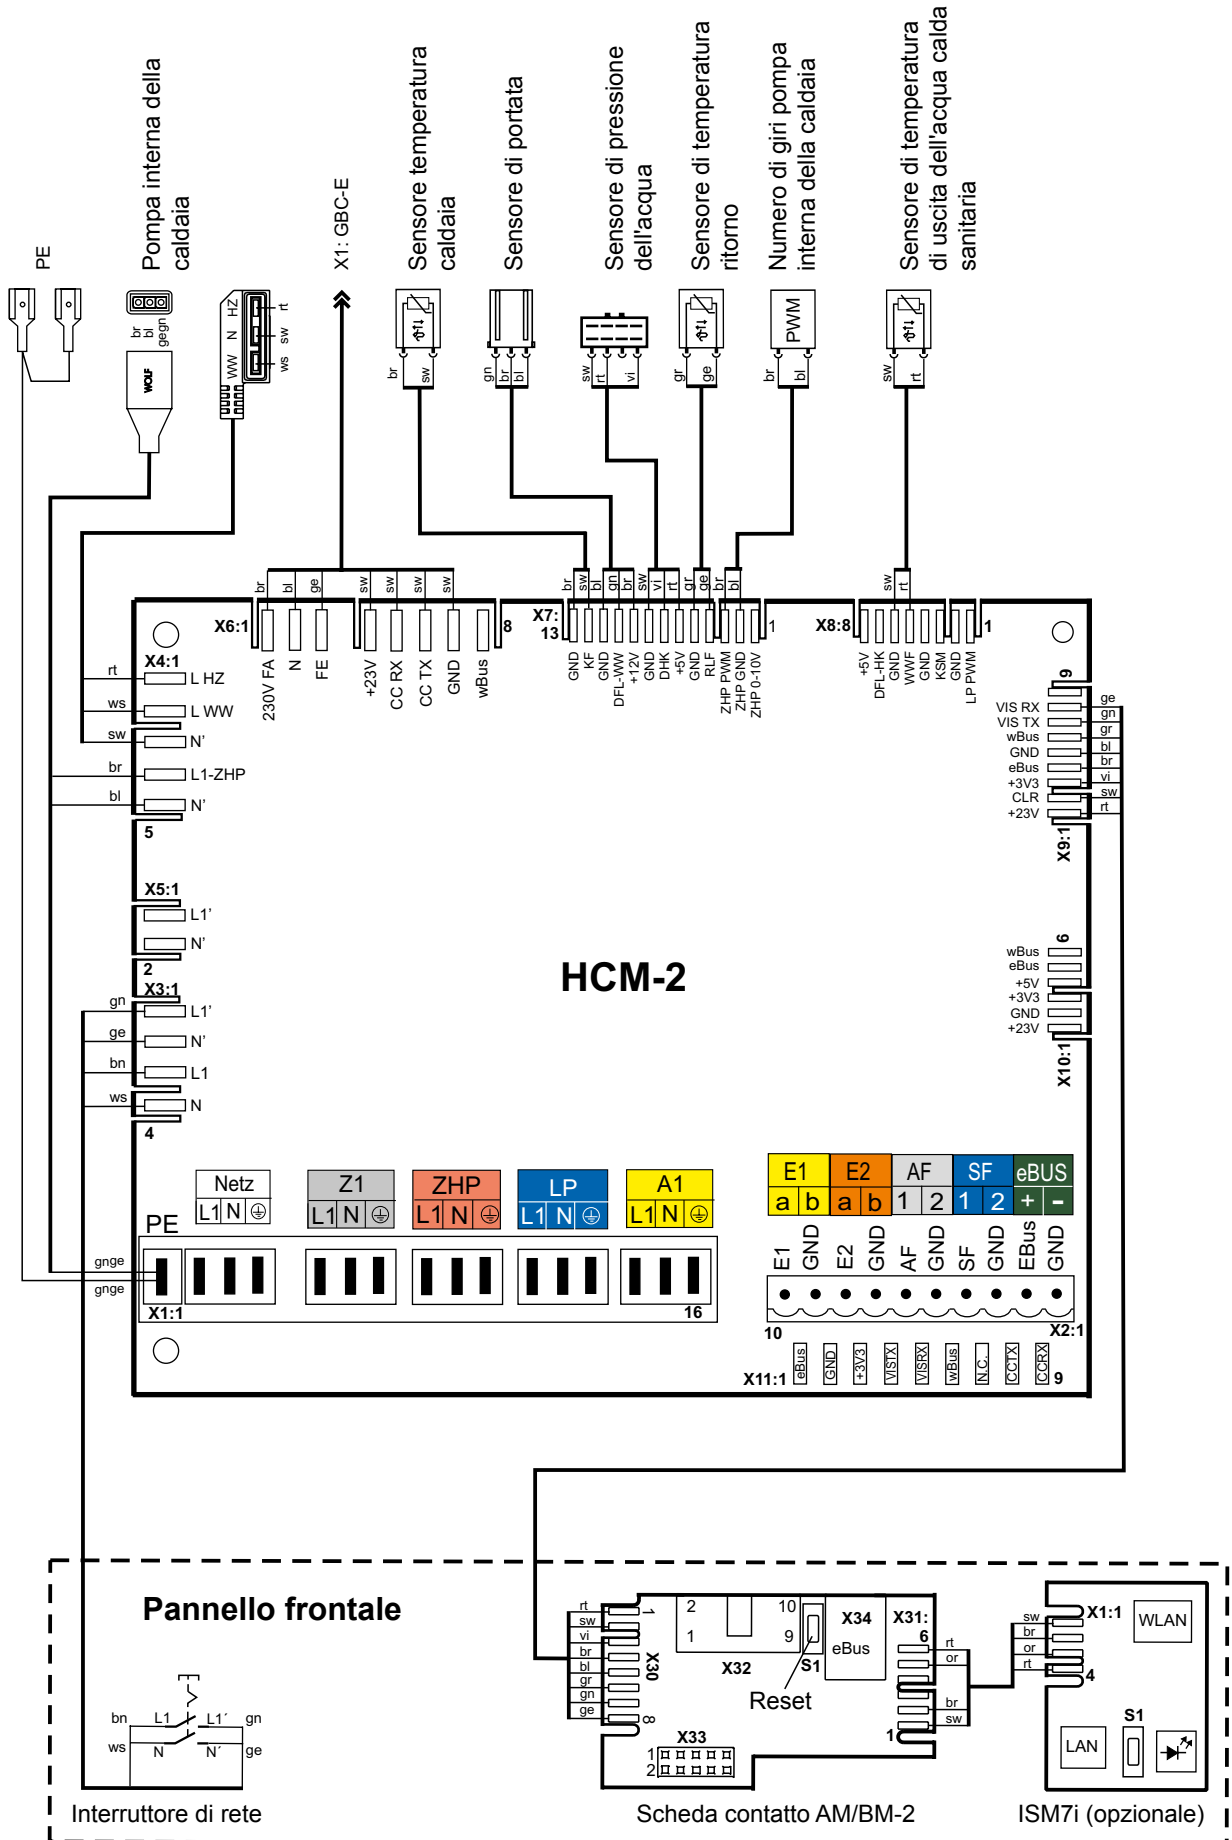 PE
Pompa interna della
caldaia
X1: GBC-E
Sensore temperatura
caldaia
Sensore di portata
Sensore di pressione
dell'acqua
Sensore di temperatura
ritorno
Numero di giri pompa
interna della caldaia
Sensore di temperatura
di uscita dell'acqua calda
sanitaria
br
bl
gegn
WOLF
WW N HZ
ws sw rt
PWM
br sw
gn br bl
sw rt vi
gr ge
br bl
sw rt
br bl ge sw sw sw sw
br sw bl gn br sw vi rt gr ge br bl
sw rt
X6:1
230V FA
N
FE
+23V
CC RX
CC TX
GND
wBus
8
X7:
13
GND
KF
GND
DFL-WW
+12V
GND
DHK
+5V
GND
RLF
ZHP PWM
ZHP GND
ZHP 0-10V
1
X8:8
+5V
DFL-HK
GND
WWF
GND
KSM
GND
LP PWM
1
X4:1
rt L HZ
ws L WW
sw N'
br L1-ZHP
bl N'
5
X5:1
L1'
N'
2
X3:1
gn L1'
ge N'
bn L1
ws N
4
9
VIS RX ge
VIS TX gn
wBus gr
GND bl
eBus br
+3V3 vi
CLR sw
+23V rt
X9:1
6
wBus
eBus
+5V
+3V3
GND
+23V
X10:1
HCM-2
Netz
L1 N
Z1
L1 N
ZHP
L1 N
LP
L1 N
A1
L1 N
PE
gnge
gnge
X1:1
16
E1 E2 AF SF eBUS
a b a b 1 2 1 2 + -
E1
GND
E2
GND
AF
GND
SF
GND
EBus
GND
10
X2:1
X11:1
eBus
GND
+3V3
VISTX
VISRX
wBus
N.C.
CCTX
CCRX
9
Pannello frontale
bn L1 L1´ gn
ws N N´ ge
Interruttore di rete
rt
sw
vi
br
bl
gr
gn
ge
1
X30
8
2 10
1 9
X32
S1
Reset
X34
eBus
X31:
6
rt
or
br
sw
1
X33
1
2
Scheda contatto AM/BM-2
sw
br
or
rt
X1:1
4
WLAN
S1
LAN
ISM7i (opzionale)